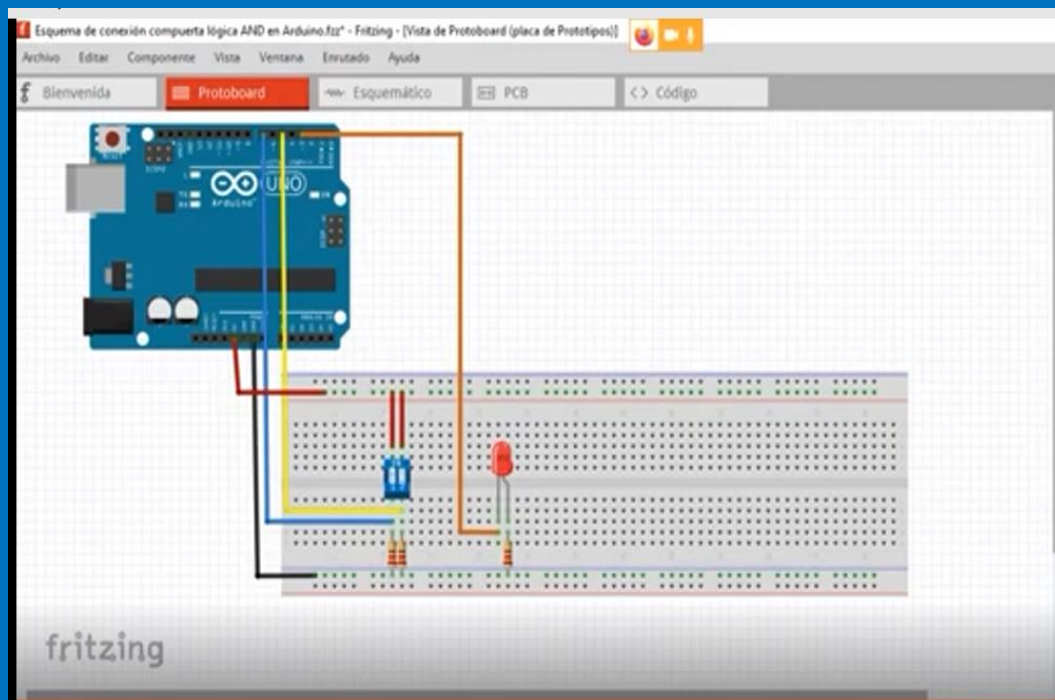 Esquema de conexión compuerta lógica AND en Arduino.fzz* - Fritzing - [Vista de Protoboard (placa de Prototipos)]
Archivo Editar Componente Vista Ventana Enrutado Ayuda
Bienvenida Protoboard Esquemático PCB Código
RESET
UNO
Arduino
fritzing